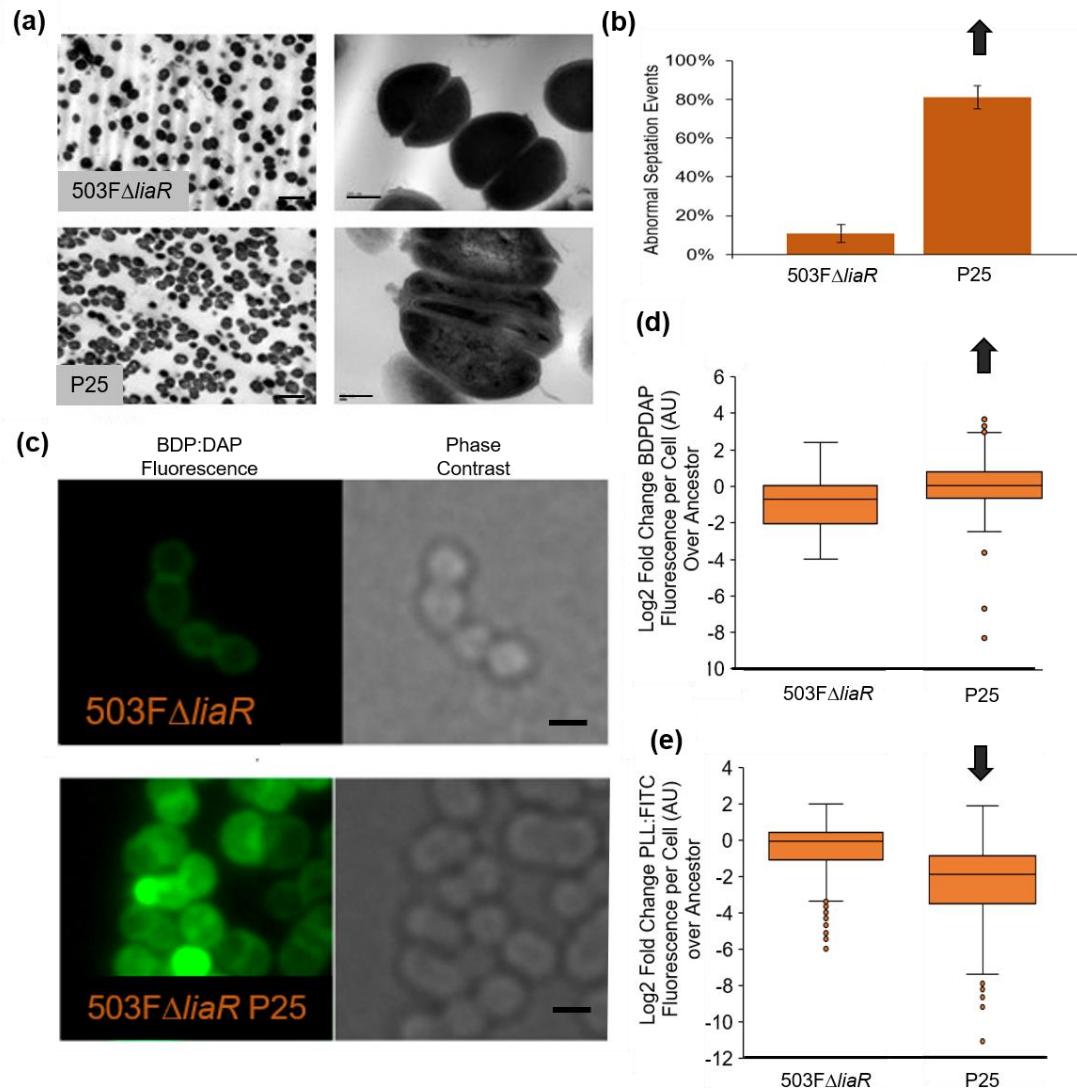 (a)
503FΔliaR
P25
(b)
Abnormal Septation Events
100%
80%
60%
40%
20%
0%
503FΔliaR
P25
(c)
BDP:DAP
Fluorescence
Phase
Contrast
503FΔliaR
503FΔliaR P25
(d)
Log2 Fold Change BDPDAP
Fluorescence per Cell (AU)
Over Ancestor
6
4
2
0
-2
-4
-6
-8
10
503FΔliaR
P25
(e)
Log2 Fold Change PLL:FITC
Fluorescence per Cell (AU)
over Ancestor
4
2
0
-2
-4
-6
-8
-10
-12
503FΔliaR
P25